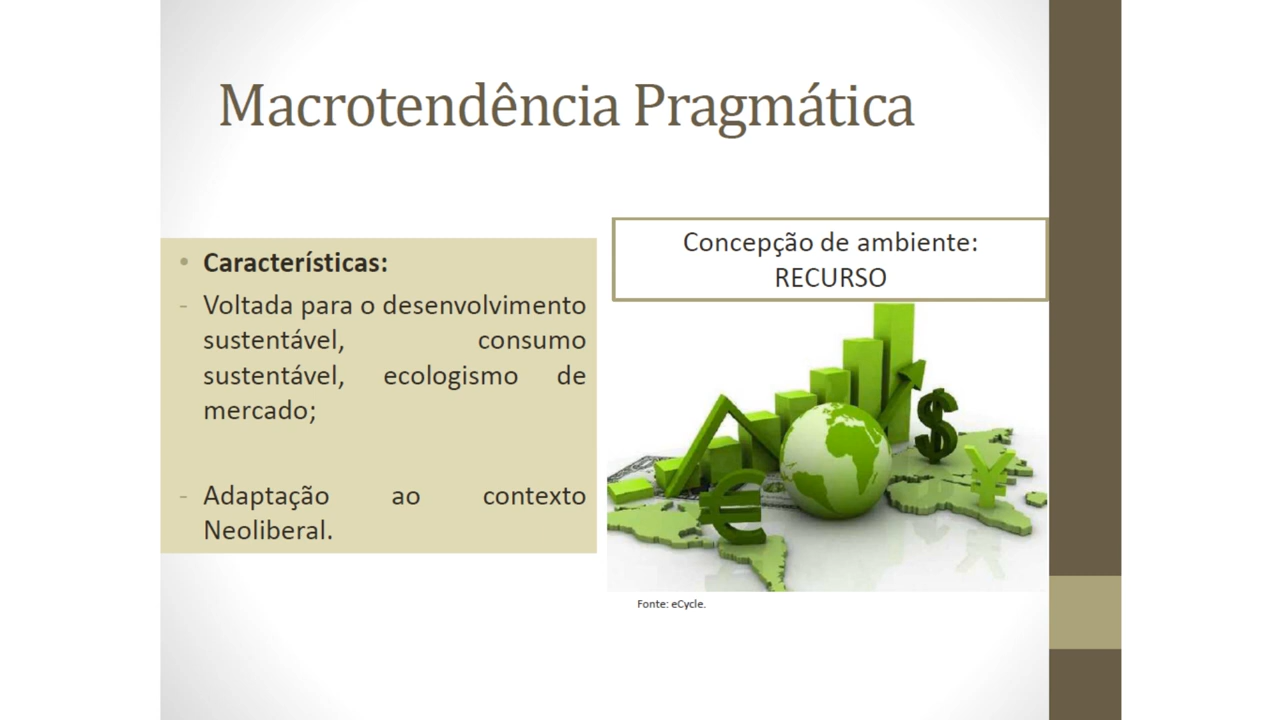 Macrotendência Pragmática
• Características:
- Voltada para o desenvolvimento
sustentável, consumo
sustentável, ecologismo de
mercado;
- Adaptação ao contexto
Neoliberal.
Concepção de ambiente:
RECURSO
$
¥
€
Fonte: eCycle.